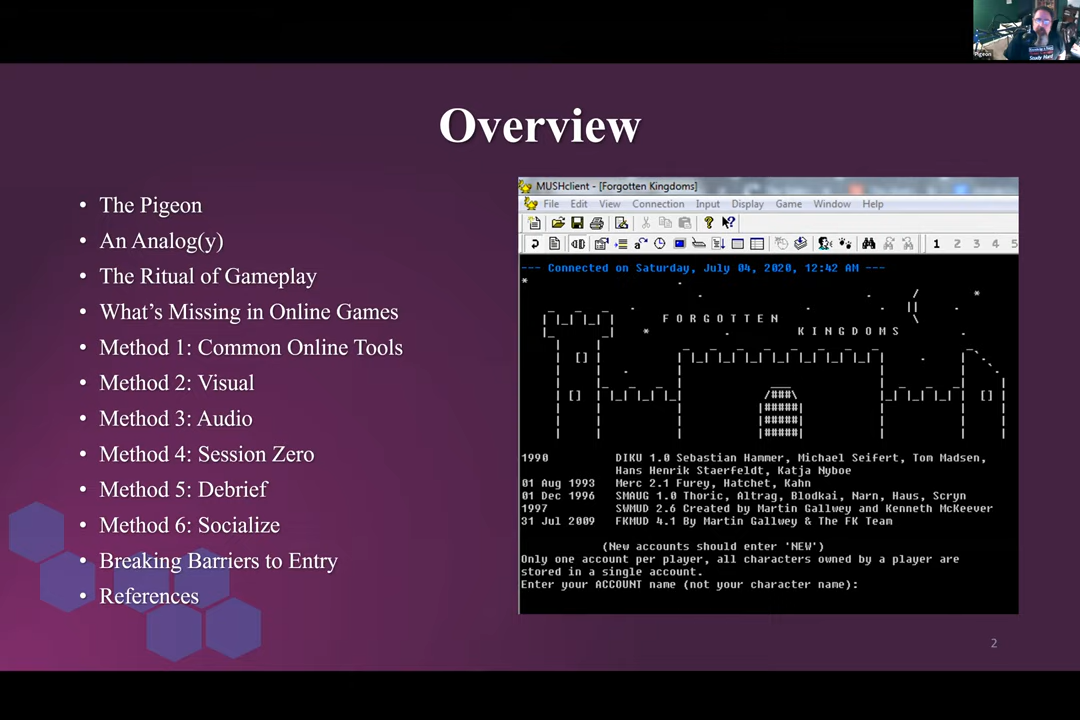 Pigeon
Overview
• The Pigeon
• An Analog(y)
• The Ritual of Gameplay
• What's Missing in Online Games
• Method 1: Common Online Tools
• Method 2: Visual
• Method 3: Audio
• Method 4: Session Zero
• Method 5: Debrief
• Method 6: Socialize
• Breaking Barriers to Entry
• References
MUSHclient - [Forgotten Kingdoms]
File Edit View Connection Input Display Game Window Help
1 2 3 4 5
--- Connected on Saturday, July 04, 2020, 12:42 AM ---
F O R G O T T E N
K I N G D O M S
1990 DIKU 1.0 Sebastian Hammer, Michael Seifert, Tom Madsen,
Hans Henrik Staerfeldt, Katja Nyboe
01 Aug 1993 Merc 2.1 Furey, Hatchet, Kahn
01 Dec 1996 SMAUG 1.0 Thoric, Altrag, Blodkai, Narn, Haus, Scryn
1997 SWMUD 2.6 Created by Martin Gallwey and Kenneth McKeever
31 Jul 2009 FKMUD 4.1 By Martin Gallwey & The FK Team
(New accounts should enter 'NEW')
Only one account per player, all characters owned by a player are
stored in a single account.
Enter your ACCOUNT name (not your character name):
2